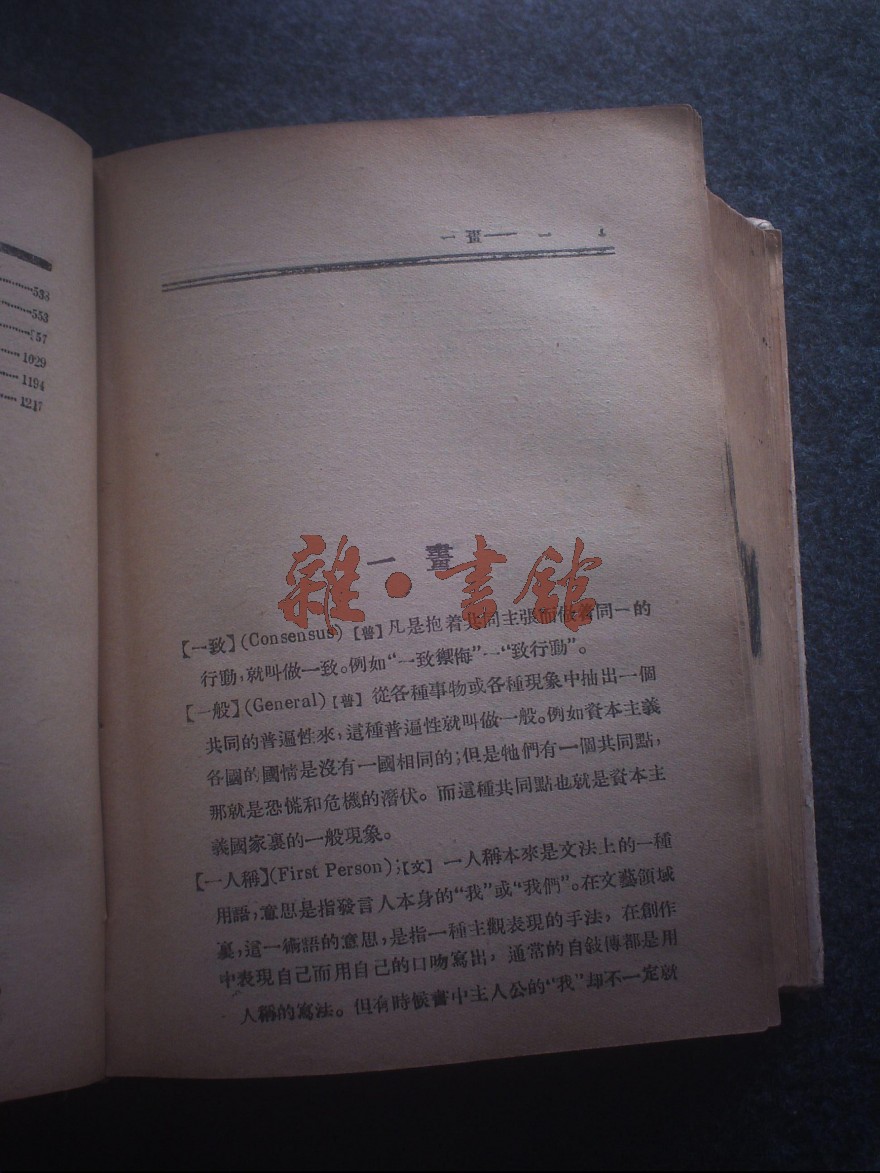 533
553
557
1029
1194
1247
一畫——一 1
一畫
雜·書館
【一致】(Consensus)【普】凡是抱着共同主張而做着同一的
行動，就叫做一致。例如“一致禦侮”一“致行動”。
【一般】(General)【普】從各種事物或各種現象中抽出一個
共同的普遍性來，這種普遍性就叫做一般。例如資本主義
各國的國情是沒有一國相同的；但是牠們有一個共同點，
那就是恐慌和危機的潛伏。而這種共同點也就是資本主
義國家裏的一般現象。
【一人稱】(First Person)；【文】一人稱本來是文法上的一種
用語，意思是指發言人本身的“我”或“我們”。在文藝領域
裏，這一術語的意思，是指一種主觀表現的手法，在創作
中表現自己而用自己的口吻寫出，通常的自敍傳都是用
人稱的寫法。但有時候書中主人公的“我”却不一定就